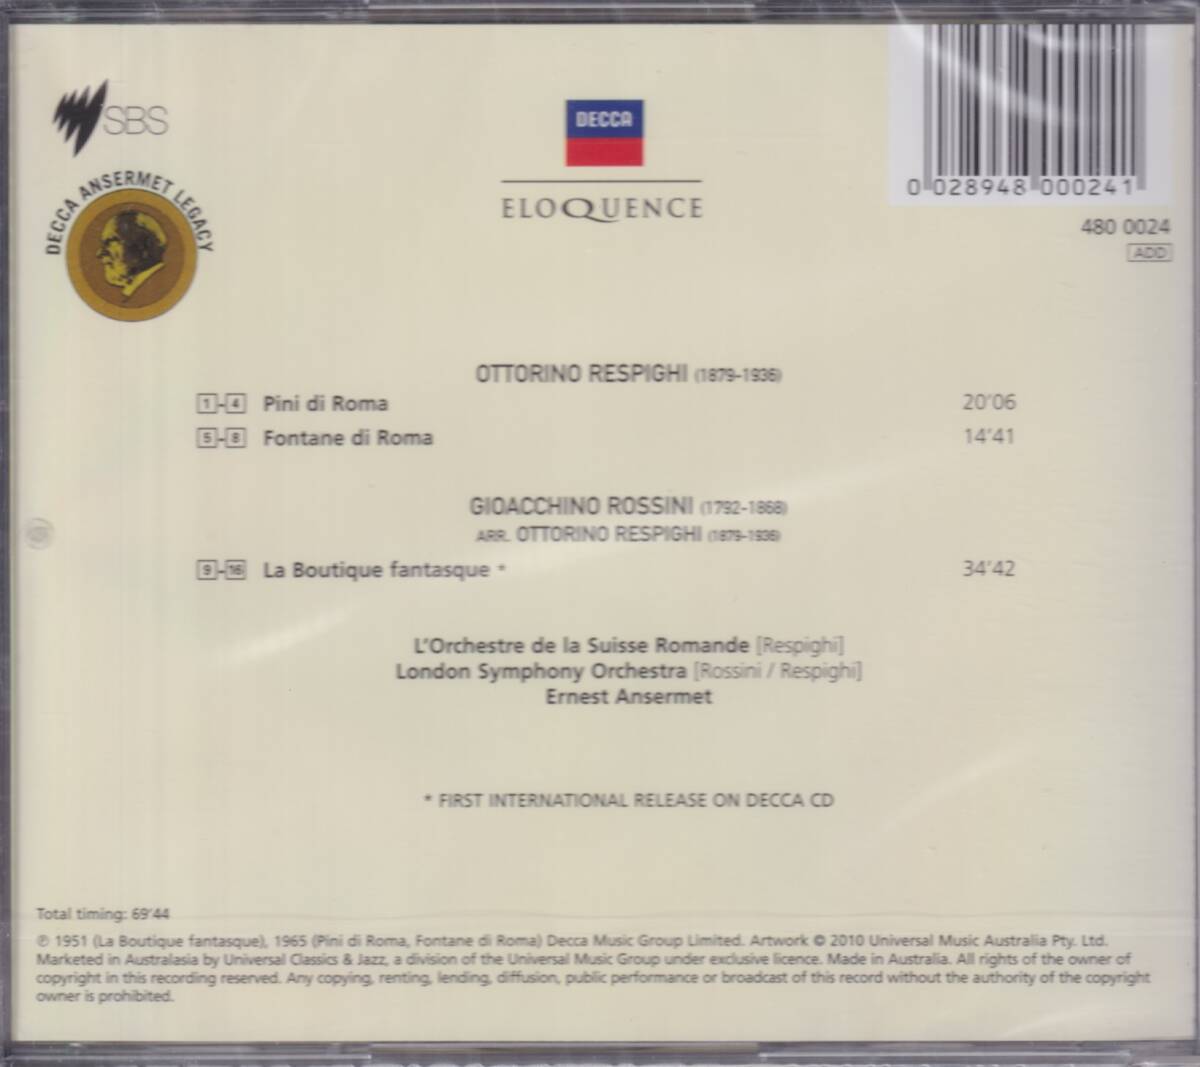 SBS
DECCA ANSERMET LEGACY
DECCA
ELOQUENCE
0 028948 000241
480 0024
ADD
OTTORINO RESPIGHI (1879-1936)
1-4 Pini di Roma 20'06
5-8 Fontane di Roma 14'41
GIOACCHINO ROSSINI (1792-1868)
ARR. OTTORINO RESPIGHI (1879-1936)
9-16 La Boutique fantasque * 34'42
L'Orchestre de la Suisse Romande [Respighi]
London Symphony Orchestra [Rossini / Respighi]
Ernest Ansermet
* FIRST INTERNATIONAL RELEASE ON DECCA CD
Total timing: 69'44
℗ 1951 (La Boutique fantasque), 1965 (Pini di Roma, Fontane di Roma) Decca Music Group Limited. Artwork © 2010 Universal Music Australia Pty. Ltd.
Marketed in Australasia by Universal Classics & Jazz, a division of the Universal Music Group under exclusive licence. Made in Australia. All rights of the owner of
copyright in this recording reserved. Any copying, renting, lending, diffusion, public performance or broadcast of this record without the authority of the copyright
owner is prohibited.